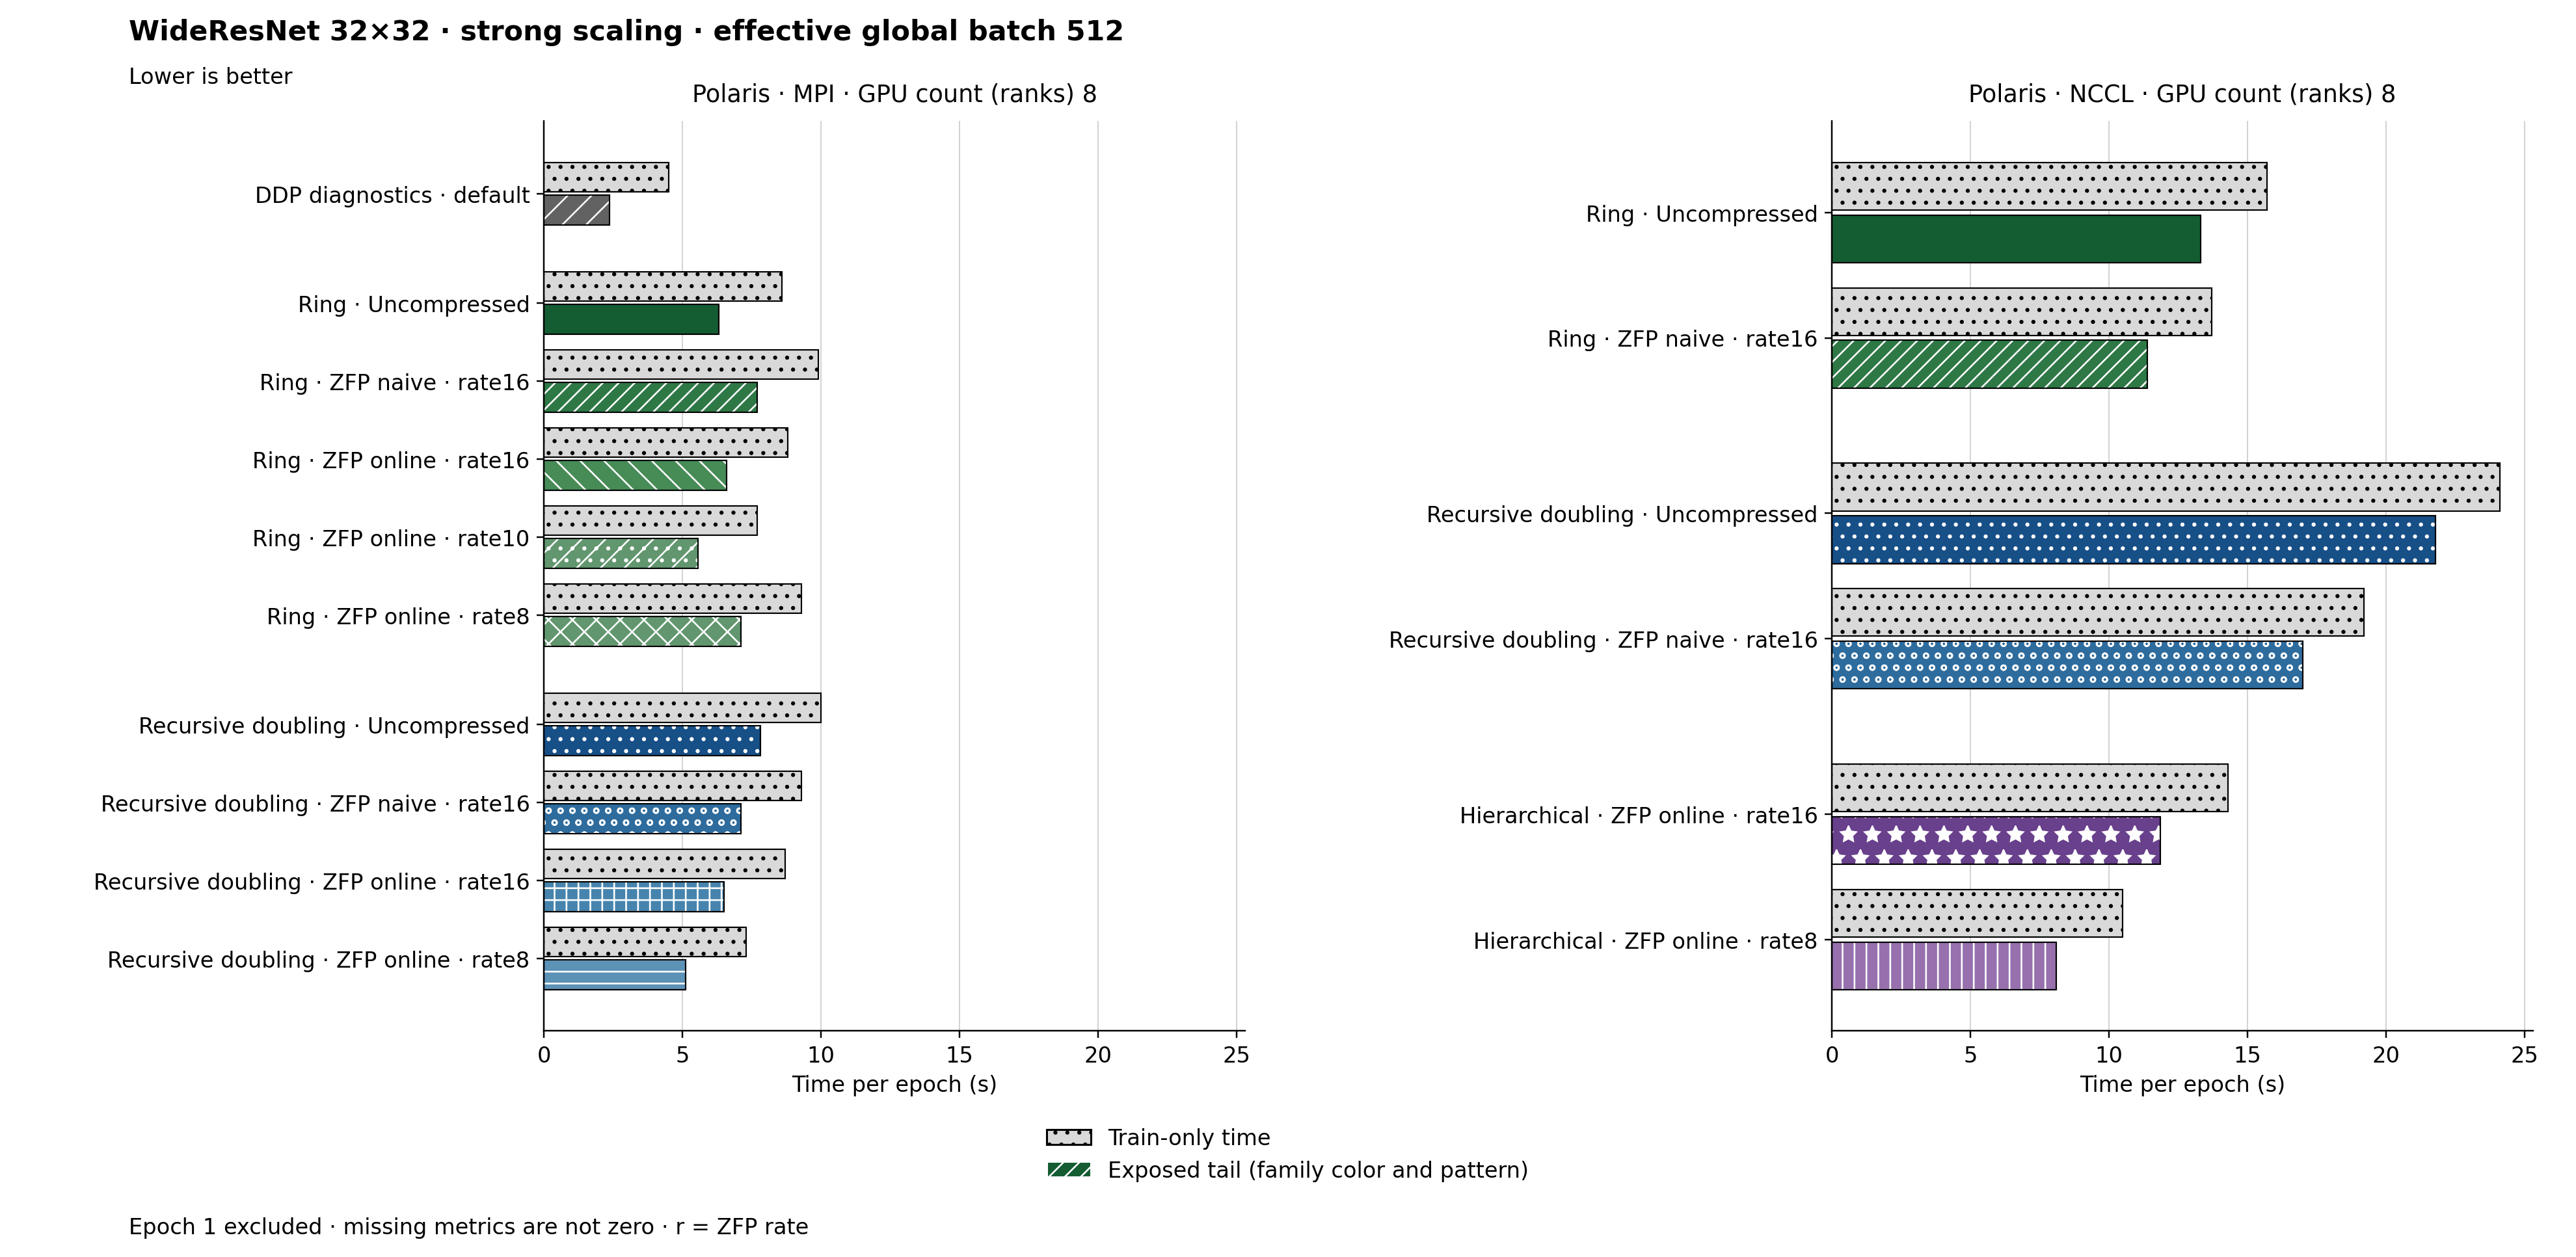 WideResNet 32×32 · strong scaling · effective global batch 512
Lower is better
Polaris · MPI · GPU count (ranks) 8
DDP diagnostics · default
Ring · Uncompressed
Ring · ZFP naive · rate16
Ring · ZFP online · rate16
Ring · ZFP online · rate10
Ring · ZFP online · rate8
Recursive doubling · Uncompressed
Recursive doubling · ZFP naive · rate16
Recursive doubling · ZFP online · rate16
Recursive doubling · ZFP online · rate8
0 5 10 15 20 25
Time per epoch (s)
Polaris · NCCL · GPU count (ranks) 8
Ring · Uncompressed
Ring · ZFP naive · rate16
Recursive doubling · Uncompressed
Recursive doubling · ZFP naive · rate16
Hierarchical · ZFP online · rate16
Hierarchical · ZFP online · rate8
0 5 10 15 20 25
Time per epoch (s)
Train-only time
Exposed tail (family color and pattern)
Epoch 1 excluded · missing metrics are not zero · r = ZFP rate